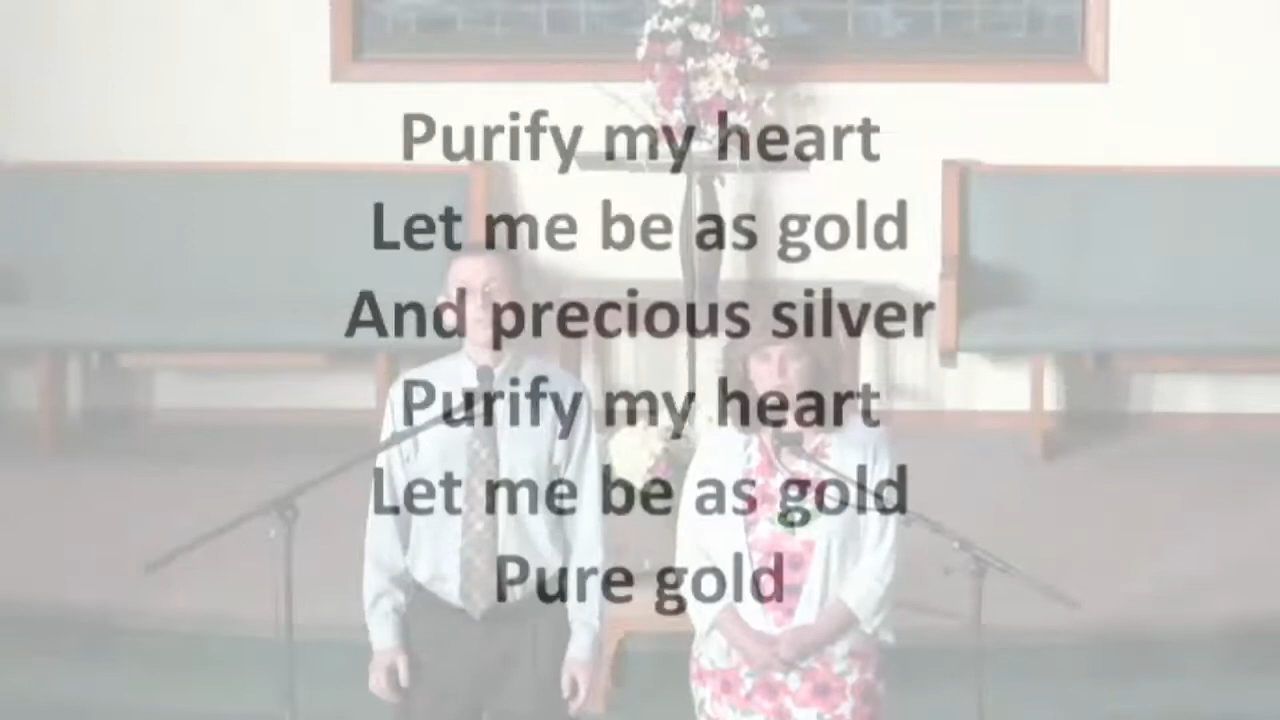 Purify my heart
Let me be as gold
And precious silver
Purify my heart
Let me be as gold
Pure gold